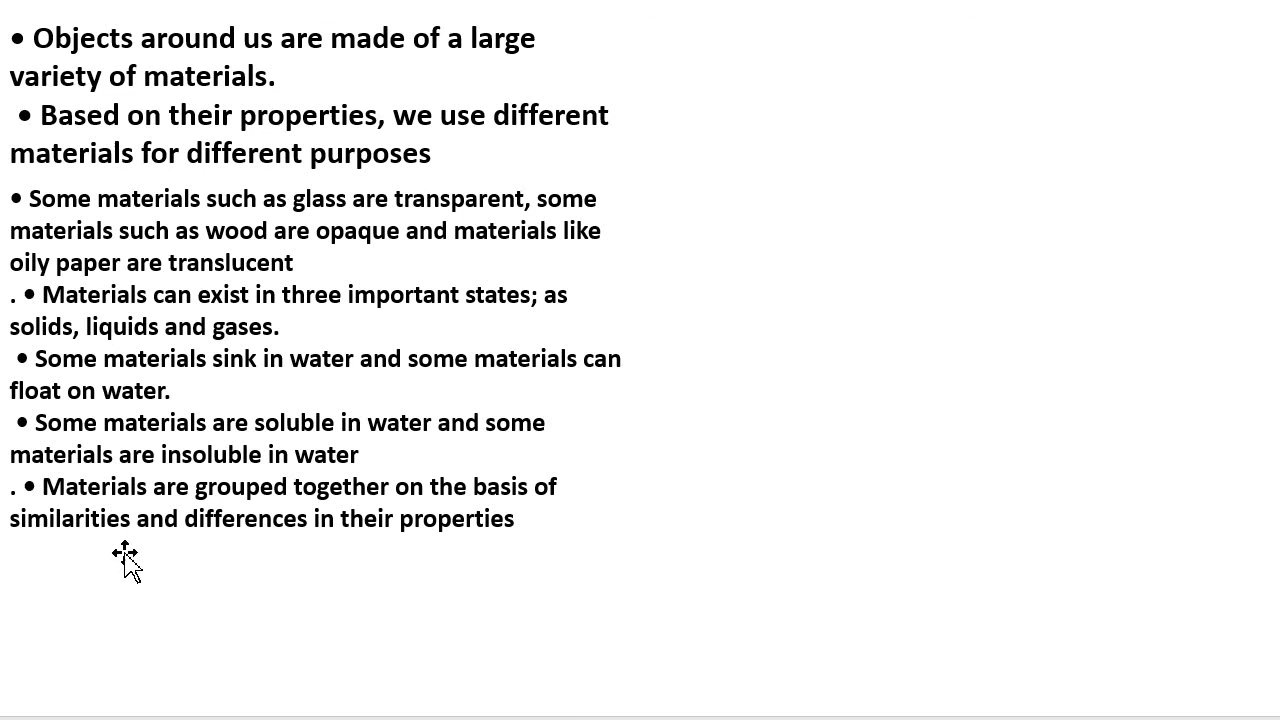 • Objects around us are made of a large
variety of materials.
• Based on their properties, we use different
materials for different purposes
• Some materials such as glass are transparent, some
materials such as wood are opaque and materials like
oily paper are translucent
. • Materials can exist in three important states; as
solids, liquids and gases.
• Some materials sink in water and some materials can
float on water.
• Some materials are soluble in water and some
materials are insoluble in water
. • Materials are grouped together on the basis of
similarities and differences in their properties